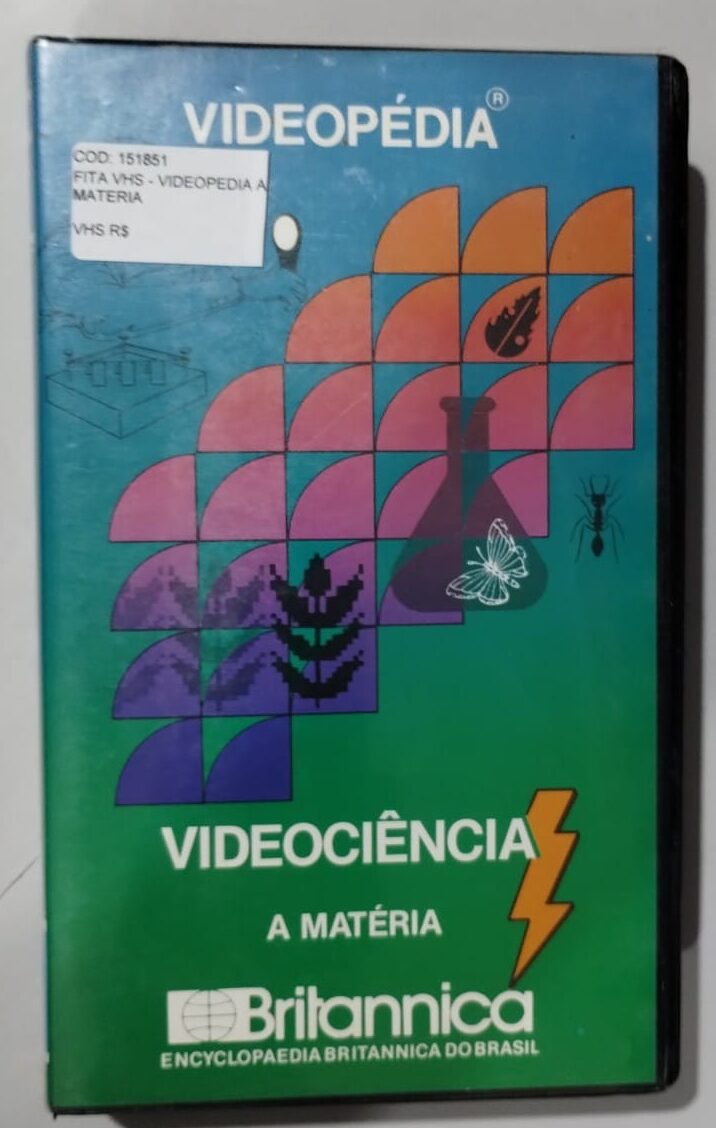 VIDEOPÉDIA ®
COD: 151851
FITA VHS - VIDEOPEDIA A
MATERIA
VHS R$
VIDEOCIÊNCIA
A MATÉRIA
Britannica
ENCYCLOPAEDIA BRITANNICA DO BRASIL